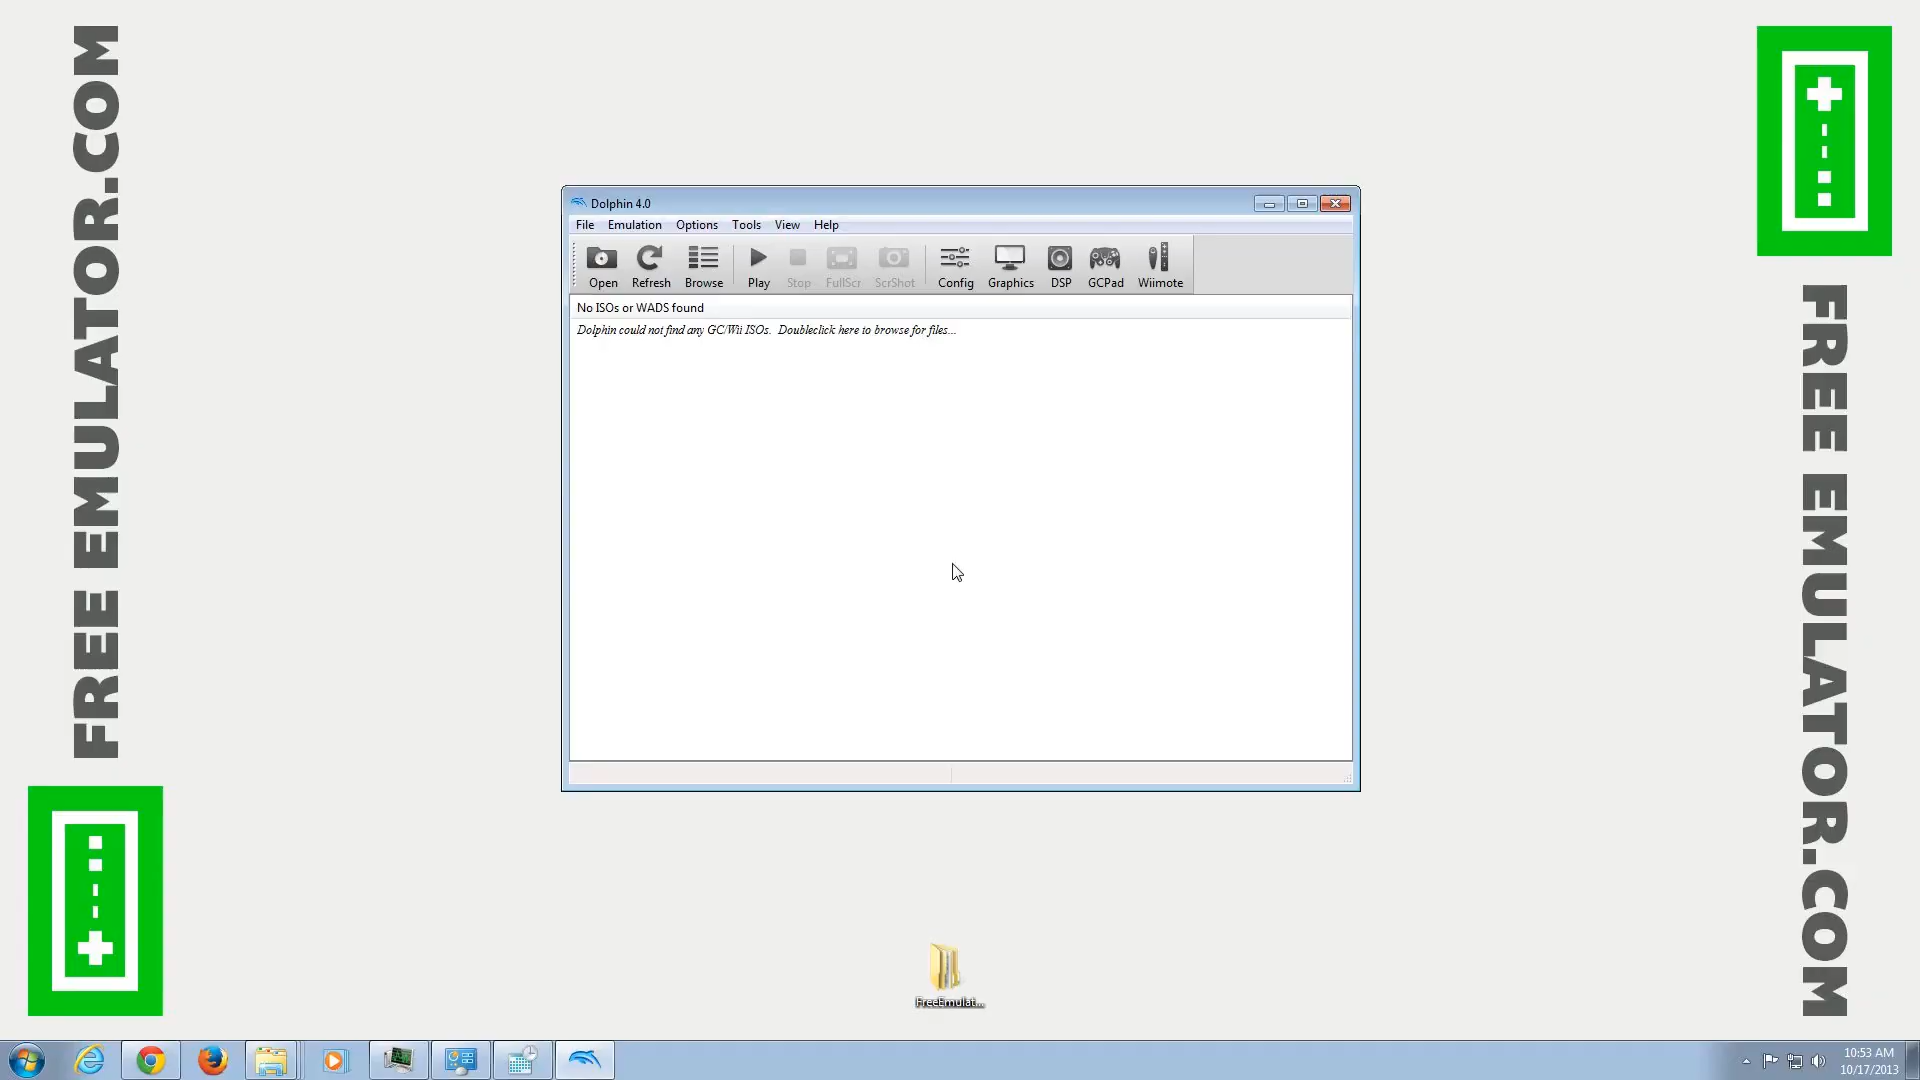 FREE EMULATOR.COM
Dolphin 4.0
File Emulation Options Tools View Help
Open Refresh Browse Play Stop FullScr ScrShot Config Graphics DSP GCPad Wiimote
No ISOs or WADS found
Dolphin could not find any GC/Wii ISOs. Doubleclick here to browse for files...
FREE EMULATOR.COM
FreeEmulat...
10:53 AM
10/17/2013